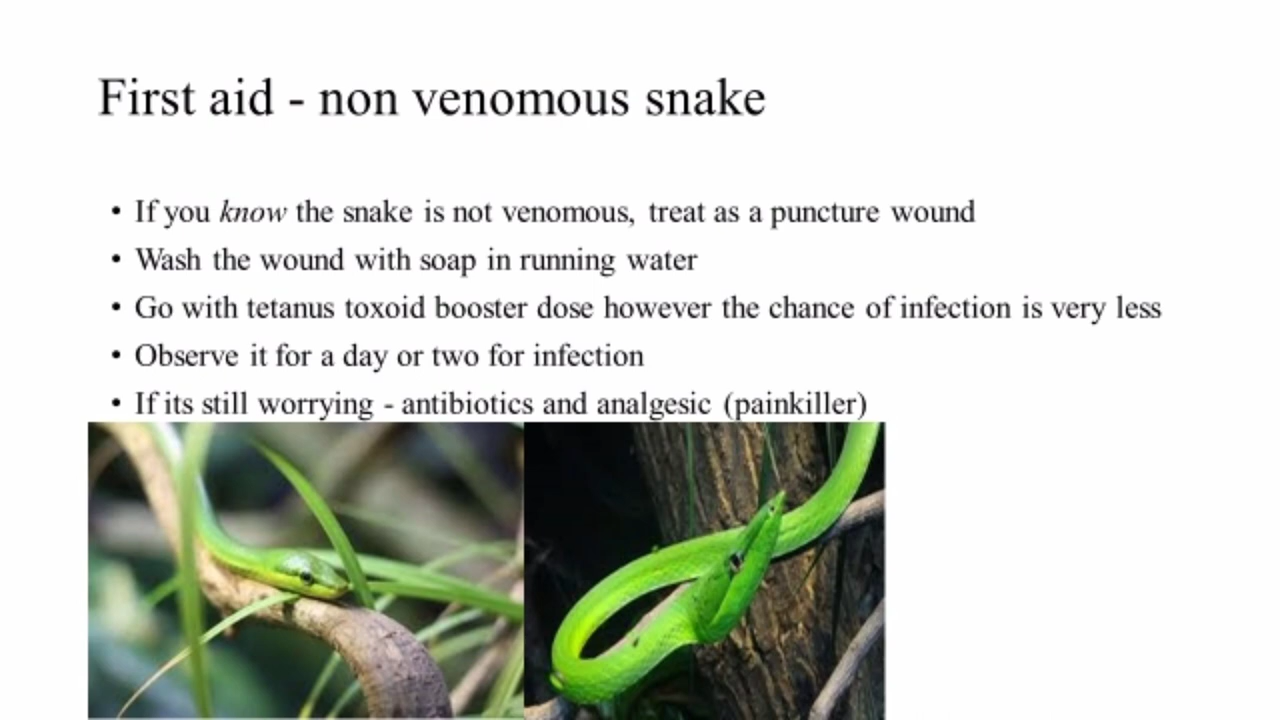 First aid - non venomous snake
• If you know the snake is not venomous, treat as a puncture wound
• Wash the wound with soap in running water
• Go with tetanus toxoid booster dose however the chance of infection is very less
• Observe it for a day or two for infection
• If its still worrying - antibiotics and analgesic (painkiller)